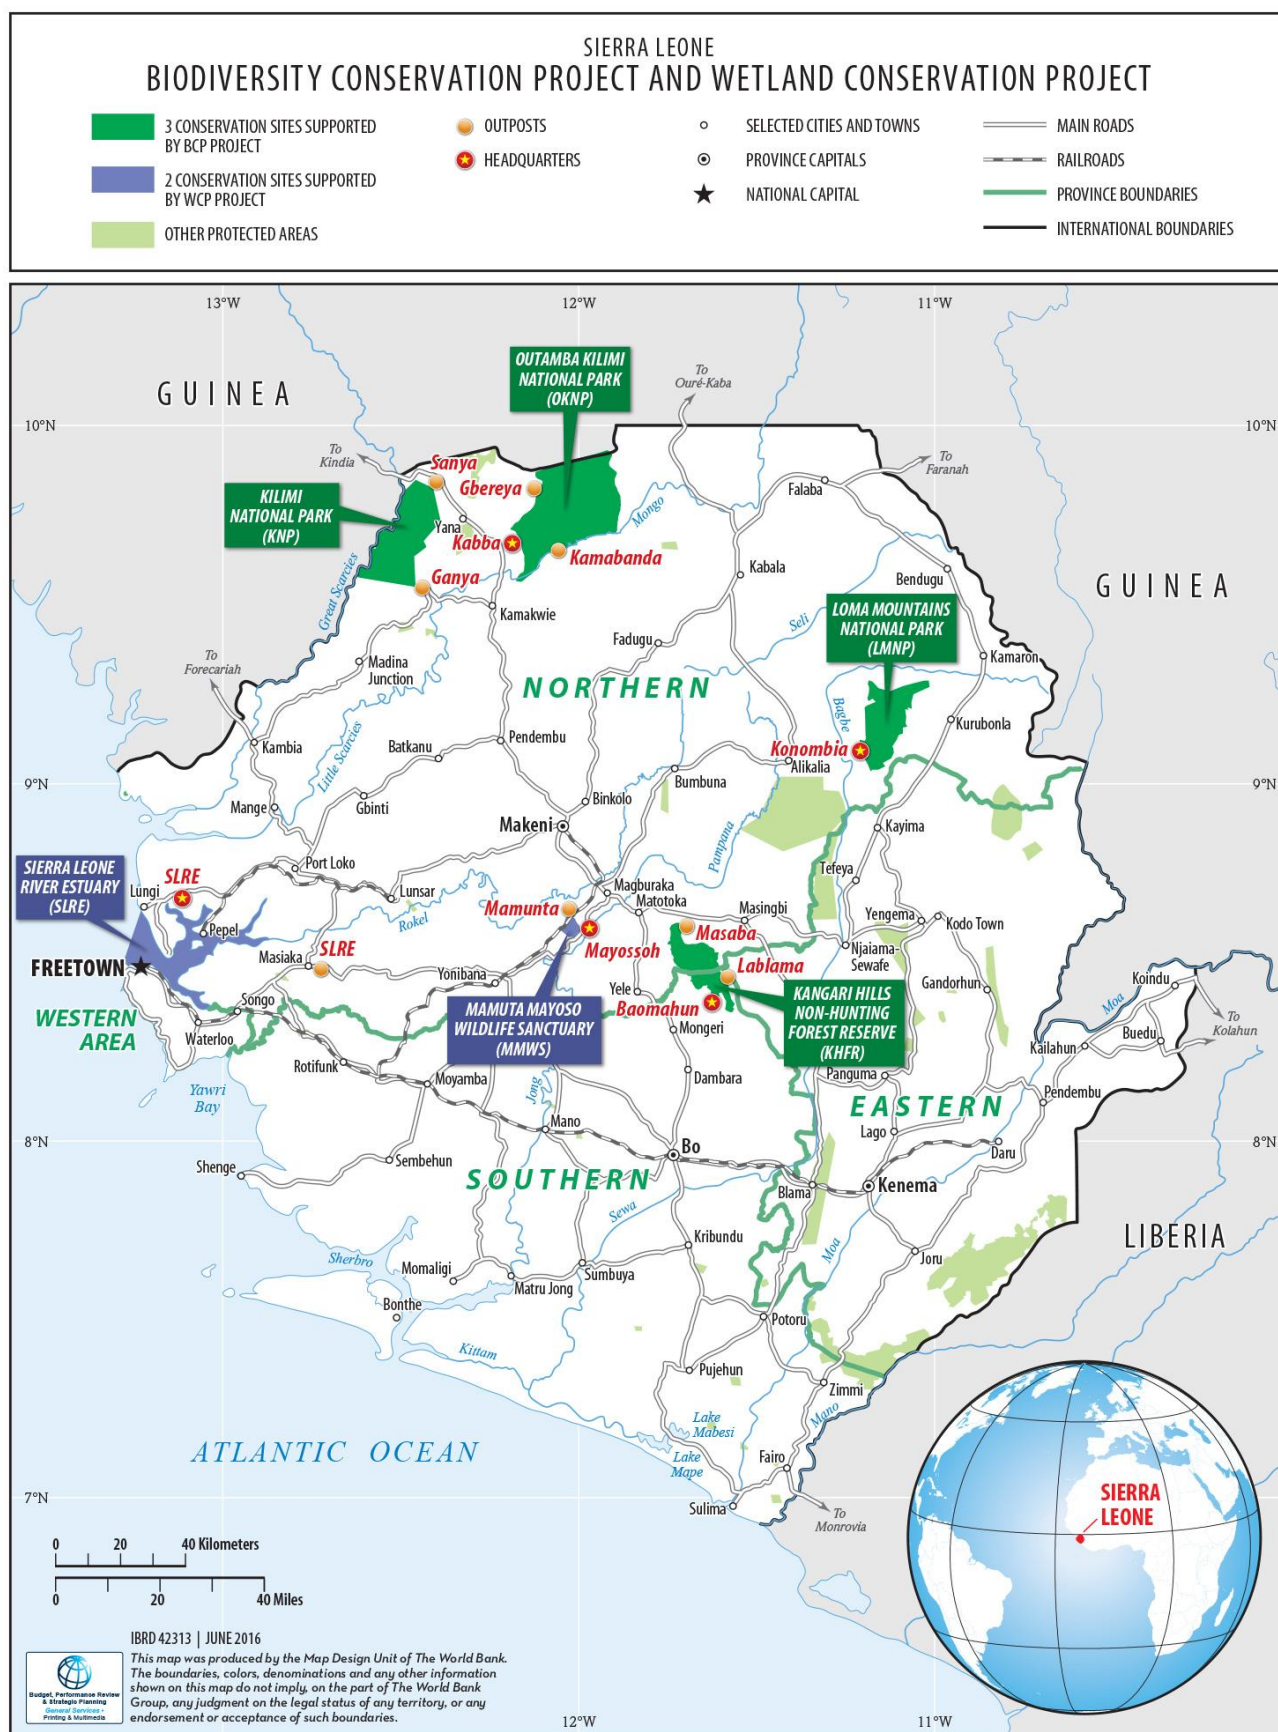 SIERRA LEONE
BIODIVERSITY CONSERVATION PROJECT AND WETLAND CONSERVATION PROJECT
3 CONSERVATION SITES SUPPORTED
BY BCP PROJECT
2 CONSERVATION SITES SUPPORTED
BY WCP PROJECT
OTHER PROTECTED AREAS
OUTPOSTS
HEADQUARTERS
SELECTED CITIES AND TOWNS
PROVINCE CAPITALS
NATIONAL CAPITAL
MAIN ROADS
RAILROADS
PROVINCE BOUNDARIES
INTERNATIONAL BOUNDARIES
13°W
12°W
11°W
GUINEA
OUTAMBA KILIMI
NATIONAL PARK
(OKNP)
To
Ouré-Kaba
10°N
10°N
To
Kindia
Sanya
To
Faranah
Gbereya
Falaba
KILIMI
NATIONAL PARK
(KNP)
Yana
Mongo
Kabba
Kamabanda
Kabala
Bendugu
Ganya
GUINEA
Great Scarcies
Kamakwie
LOMA MOUNTAINS
NATIONAL PARK
(LMNP)
Seli
Fadugu
To
Forecariah
Madina
Junction
Kamaron
NORTHERN
Bagbe
Kurubonla
Kambia
Little Scarcies
Batkanu
Pendembu
Konombia
Alikalia
9°N
9°N
Bumbuna
Mange
Gbinti
Binkolo
Makeni
Pampana
Kayima
SIERRA LEONE
RIVER ESTUARY
(SLRE)
SLRE
Port Loko
Tefeya
Lungi
Lunsar
Magburaka
Matotoka
Rokel
Mamunta
Masingbi
Yengema
Kodo Town
Pepel
Mayossoh
Masaba
SLRE
Masiaka
Njaiama-
Sewafe
FREETOWN
Yonibana
Lablama
Yele
Gandorhun
Koindu
Songo
Baomahun
KANGARI HILLS
NON-HUNTING
FOREST RESERVE
(KHFR)
Moa
WESTERN
AREA
MAMUTA MAYOSO
WILDLIFE SANCTUARY
(MMWS)
To
Kolahun
Waterloo
Mongeri
Buedu
Kailahun
Rotifunk
Yawri
Bay
Moyamba
Jong
Dambara
Panguma
Pendembu
EASTERN
Mano
Lago
8°N
8°N
Bo
Daru
Sembehun
Shenge
SOUTHERN
Blama
Kenema
Sewa
Kribundu
Moa
LIBERIA
Sherbro
Momaligi
Joru
Matru Jong
Sumbuya
Bonthe
Potoru
Kittam
Pujehun
Zimmi
Mano
Lake
Mabesi
ATLANTIC OCEAN
Lake
Mape
Fairo
7°N
SIERRA
LEONE
Sulima
To
Monrovia
0 20 40 Kilometers
0 20 40 Miles
IBRD 42313 | JUNE 2016
This map was produced by the Map Design Unit of The World Bank.
The boundaries, colors, denominations and any other information
shown on this map do not imply, on the part of The World Bank
Group, any judgment on the legal status of any territory, or any
endorsement or acceptance of such boundaries.
Budget, Performance Review
& Strategic Planning
General Services •
Printing & Multimedia
12°W
11°W